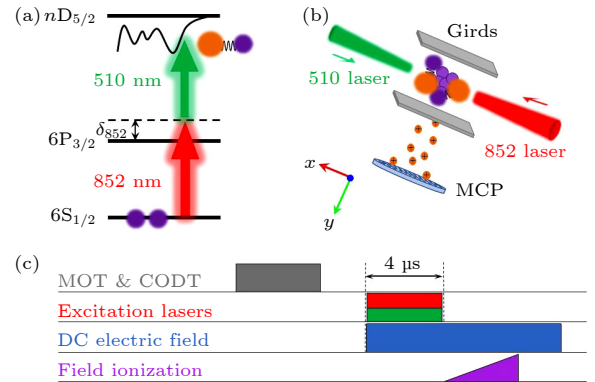 (a)
nD5/2
510 nm
δ852
6P3/2
852 nm
6S1/2
(b)
Girds
510 laser
852 laser
x
y
MCP
(c)
4 µs
MOT & CODT
Excitation lasers
DC electric field
Field ionization